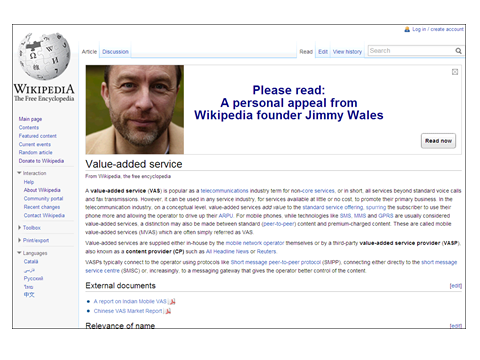 Log in / create account
Article Discussion Read Edit View history Search
WIKIPEDIA
The Free Encyclopedia
Main page
Contents
Featured content
Current events
Random article
Donate to Wikipedia
Interaction
Help
About Wikipedia
Community portal
Recent changes
Contact Wikipedia
Toolbox
Print/export
Languages
Català
فارسی
Русский
ไทย
中文
Please read:
A personal appeal from
Wikipedia founder Jimmy Wales
Read now
Value-added service
From Wikipedia, the free encyclopedia
A value-added service (VAS) is popular as a telecommunications industry term for non-core services, or in short, all services beyond standard voice calls
and fax transmissions. However, it can be used in any service industry, for services available at little or no cost, to promote their primary business. In the
telecommunication industry, on a conceptual level, value-added services add value to the standard service offering, spurring the subscriber to use their
phone more and allowing the operator to drive up their ARPU. For mobile phones, while technologies like SMS, MMS and GPRS are usually considered
value-added services, a distinction may also be made between standard (peer-to-peer) content and premium-charged content. These are called mobile
value-added services (MVAS) which are often simply referred as VAS.
Value-added services are supplied either in-house by the mobile network operator themselves or by a third-party value-added service provider (VASP),
also known as a content provider (CP) such as All Headline News or Reuters.
VASPs typically connect to the operator using protocols like Short message peer-to-peer protocol (SMPP), connecting either directly to the short message
service centre (SMSC) or, increasingly, to a messaging gateway that gives the operator better control of the content.
External documents [edit]
A report on Indian Mobile VAS
Chinese VAS Market Report
Relevance of name [edit]